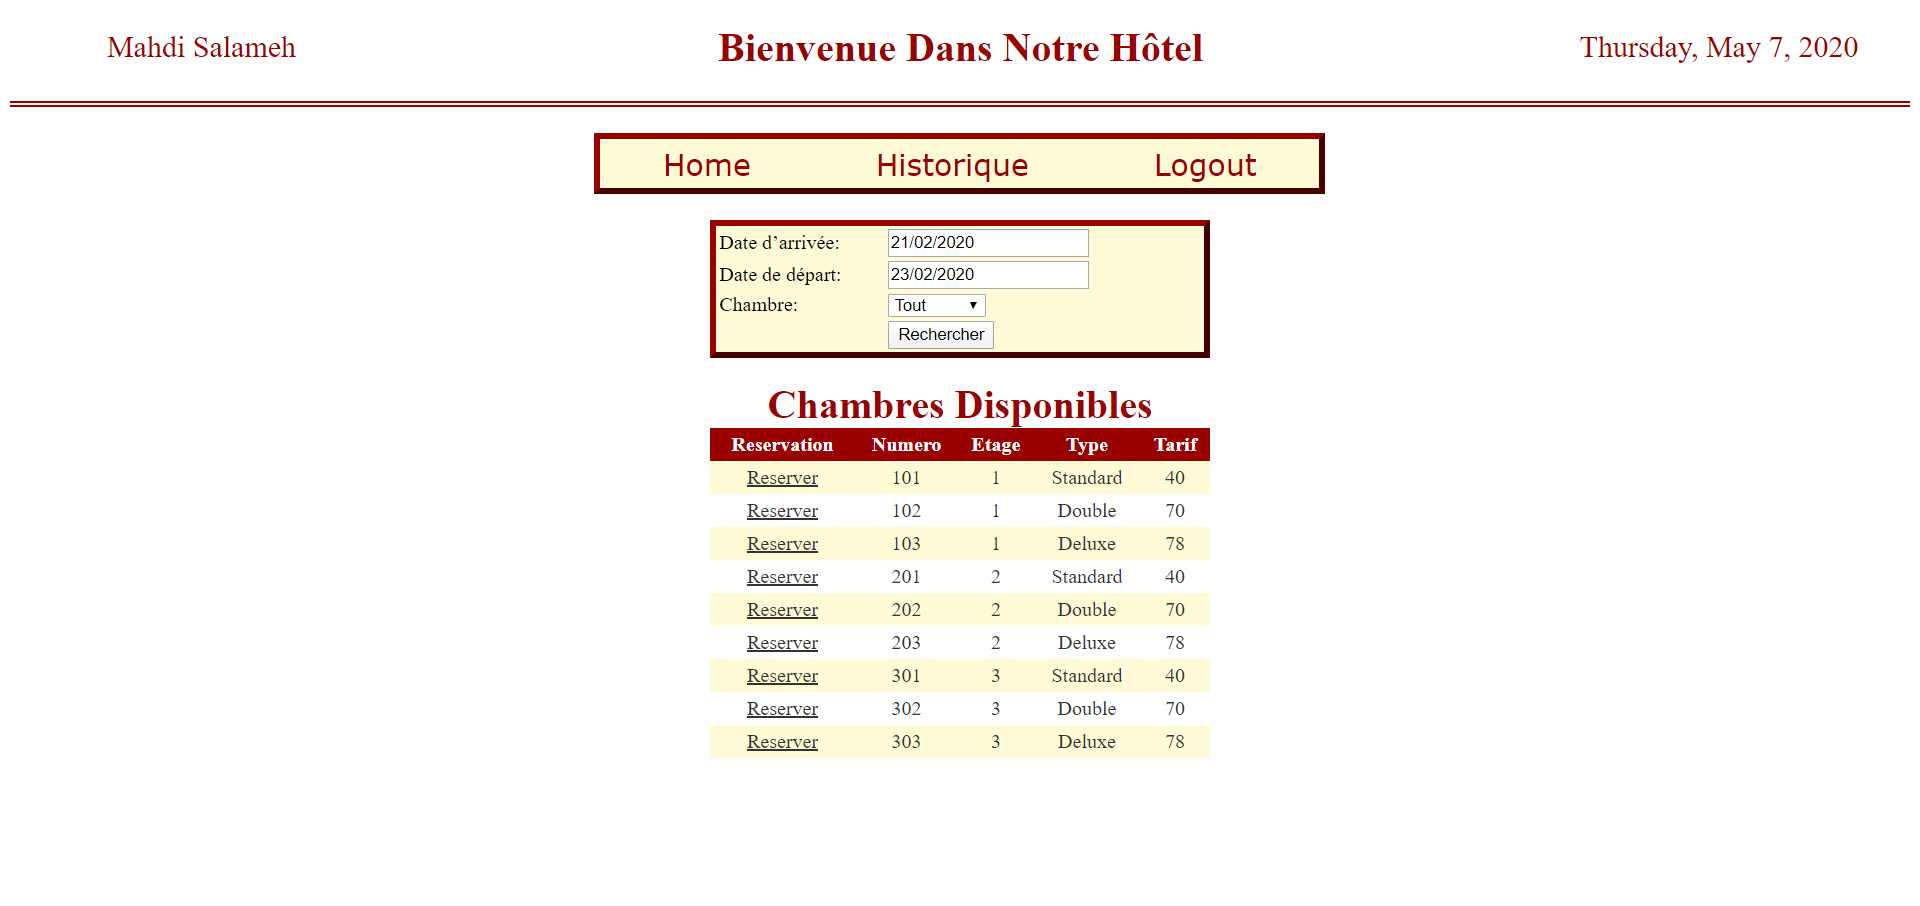 Mahdi Salameh Bienvenue Dans Notre Hôtel Thursday, May 7, 2020
Home Historique Logout
Date d’arrivée: 21/02/2020
Date de départ: 23/02/2020
Chambre: Tout
Rechercher
Chambres Disponibles
Reservation Numero Etage Type Tarif
Reserver 101 1 Standard 40
Reserver 102 1 Double 70
Reserver 103 1 Deluxe 78
Reserver 201 2 Standard 40
Reserver 202 2 Double 70
Reserver 203 2 Deluxe 78
Reserver 301 3 Standard 40
Reserver 302 3 Double 70
Reserver 303 3 Deluxe 78